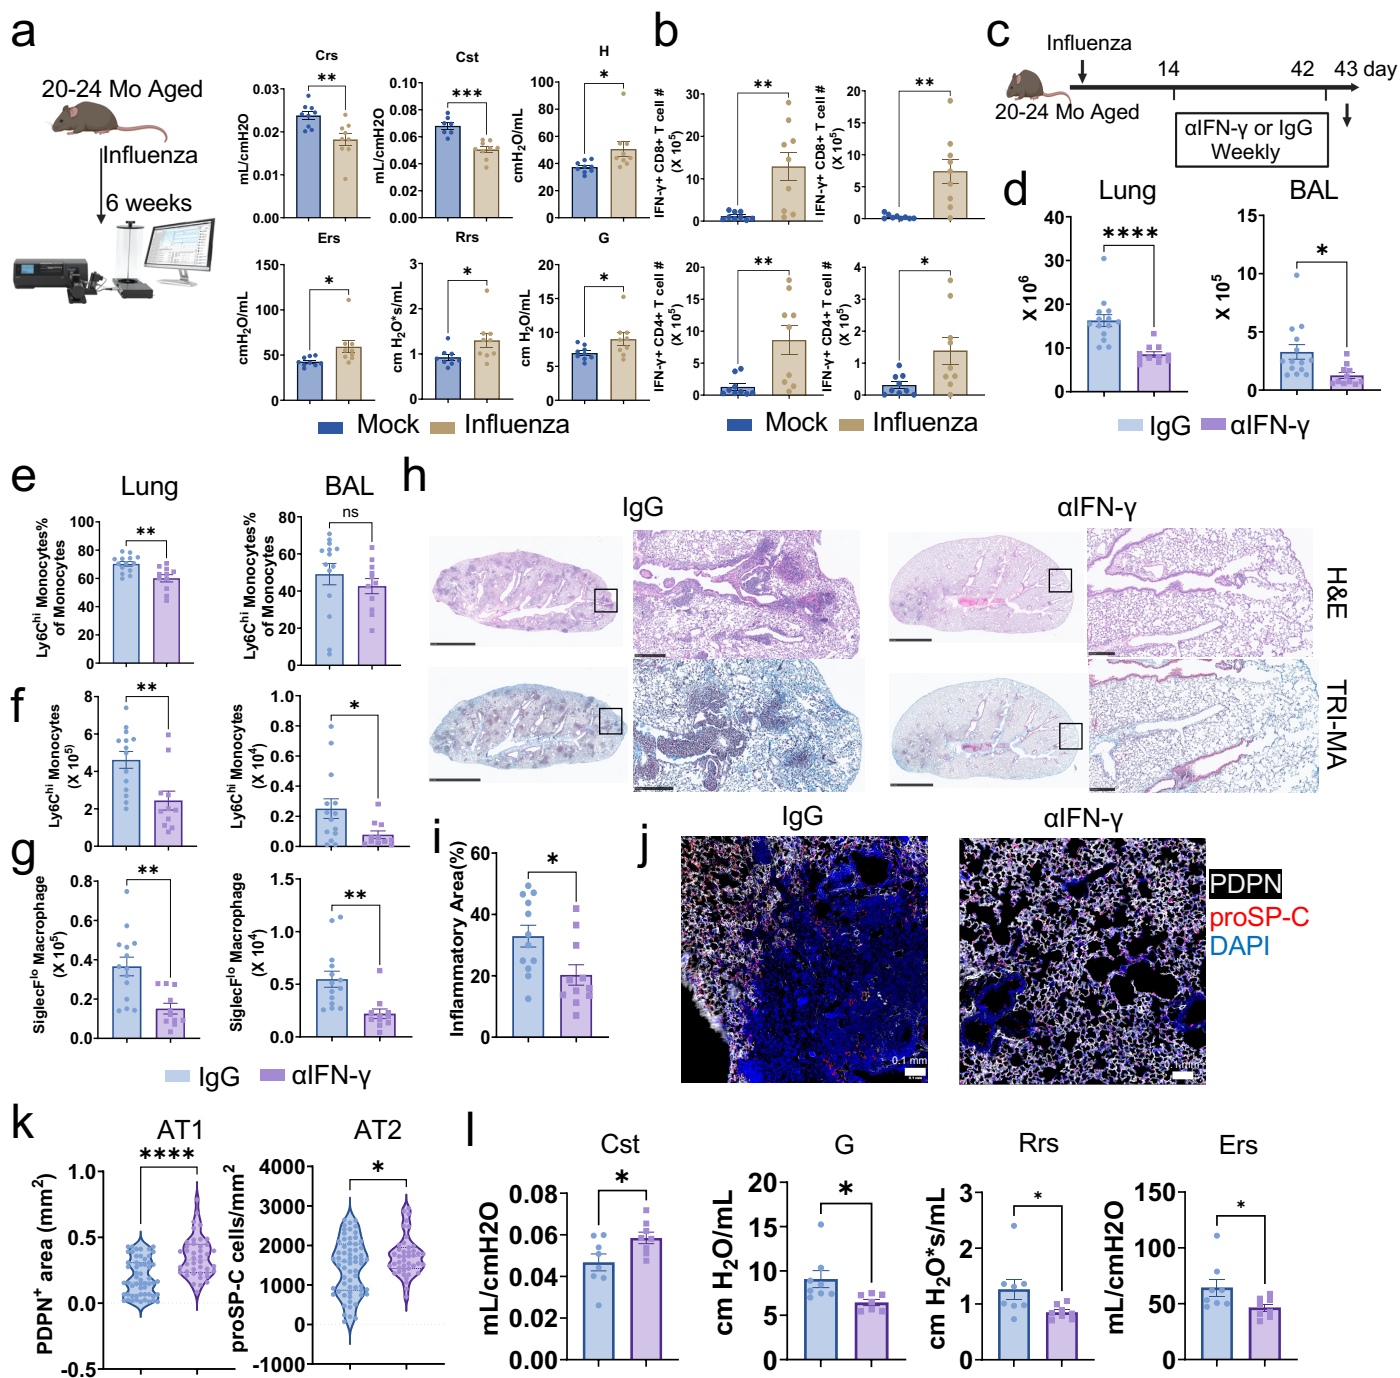 a
20-24 Mo Aged
Influenza
6 weeks
Crs
**
mL/cmH2O
0.03
0.02
0.01
0.00
Cst
***
mL/cmH2O
0.10
0.08
0.06
0.04
0.02
0.00
H
*
cmH2O/mL
100
80
60
40
20
0
Ers
*
cmH2O/mL
150
100
50
0
Rrs
*
cm H2O*s/mL
3
2
1
0
G
*
cm H2O/mL
20
15
10
5
0
Mock
Influenza
b
**
IFN-γ+ CD8+ T cell #
(X 10⁵)
30
20
10
0
**
IFN-γ+ CD8+ T cell #
(X 10⁵)
20
15
10
5
0
**
IFN-γ+ CD4+ T cell #
(X 10⁵)
20
15
10
5
0
*
IFN-γ+ CD4+ T cell #
(X 10⁵)
4
3
2
1
0
Mock
Influenza
c
Influenza
14
42
43 day
20-24 Mo Aged
αIFN-γ or IgG
Weekly
d
Lung
****
X 10⁶
40
30
20
10
0
BAL
*
X 10⁵
15
10
5
0
IgG
αIFN-γ
e
Lung
**
Ly6Chi Monocytes%
of Monocytes
100
80
60
40
20
0
BAL
ns
Ly6Chi Monocytes%
of Monocytes
80
60
40
20
0
f
**
Ly6Chi Monocytes
(X 10⁵)
8
6
4
2
0
*
Ly6Chi Monocytes
(X 10⁴)
1.0
0.8
0.6
0.4
0.2
0.0
g
**
SiglecFlo Macrophage
(X 10⁵)
0.8
0.6
0.4
0.2
0.0
**
SiglecFlo Macrophage
(X 10⁴)
1.5
1.0
0.5
0.0
IgG
αIFN-γ
h
IgG
αIFN-γ
H&E
TRI-MA
i
*
Inflammatory Area(%)
60
40
20
0
j
IgG
αIFN-γ
PDPN
proSP-C
DAPI
0.1 mm
k
AT1
****
PDPN⁺ area (mm²)
1.0
0.5
0.0
-0.5
AT2
*
proSP-C cells/mm²
4000
3000
2000
1000
0
-1000
l
Cst
*
mL/cmH2O
0.08
0.06
0.04
0.02
0.00
G
*
cm H2O/mL
20
15
10
5
0
Rrs
*
cm H2O*s/mL
3
2
1
0
Ers
*
mL/cmH2O
150
100
50
0